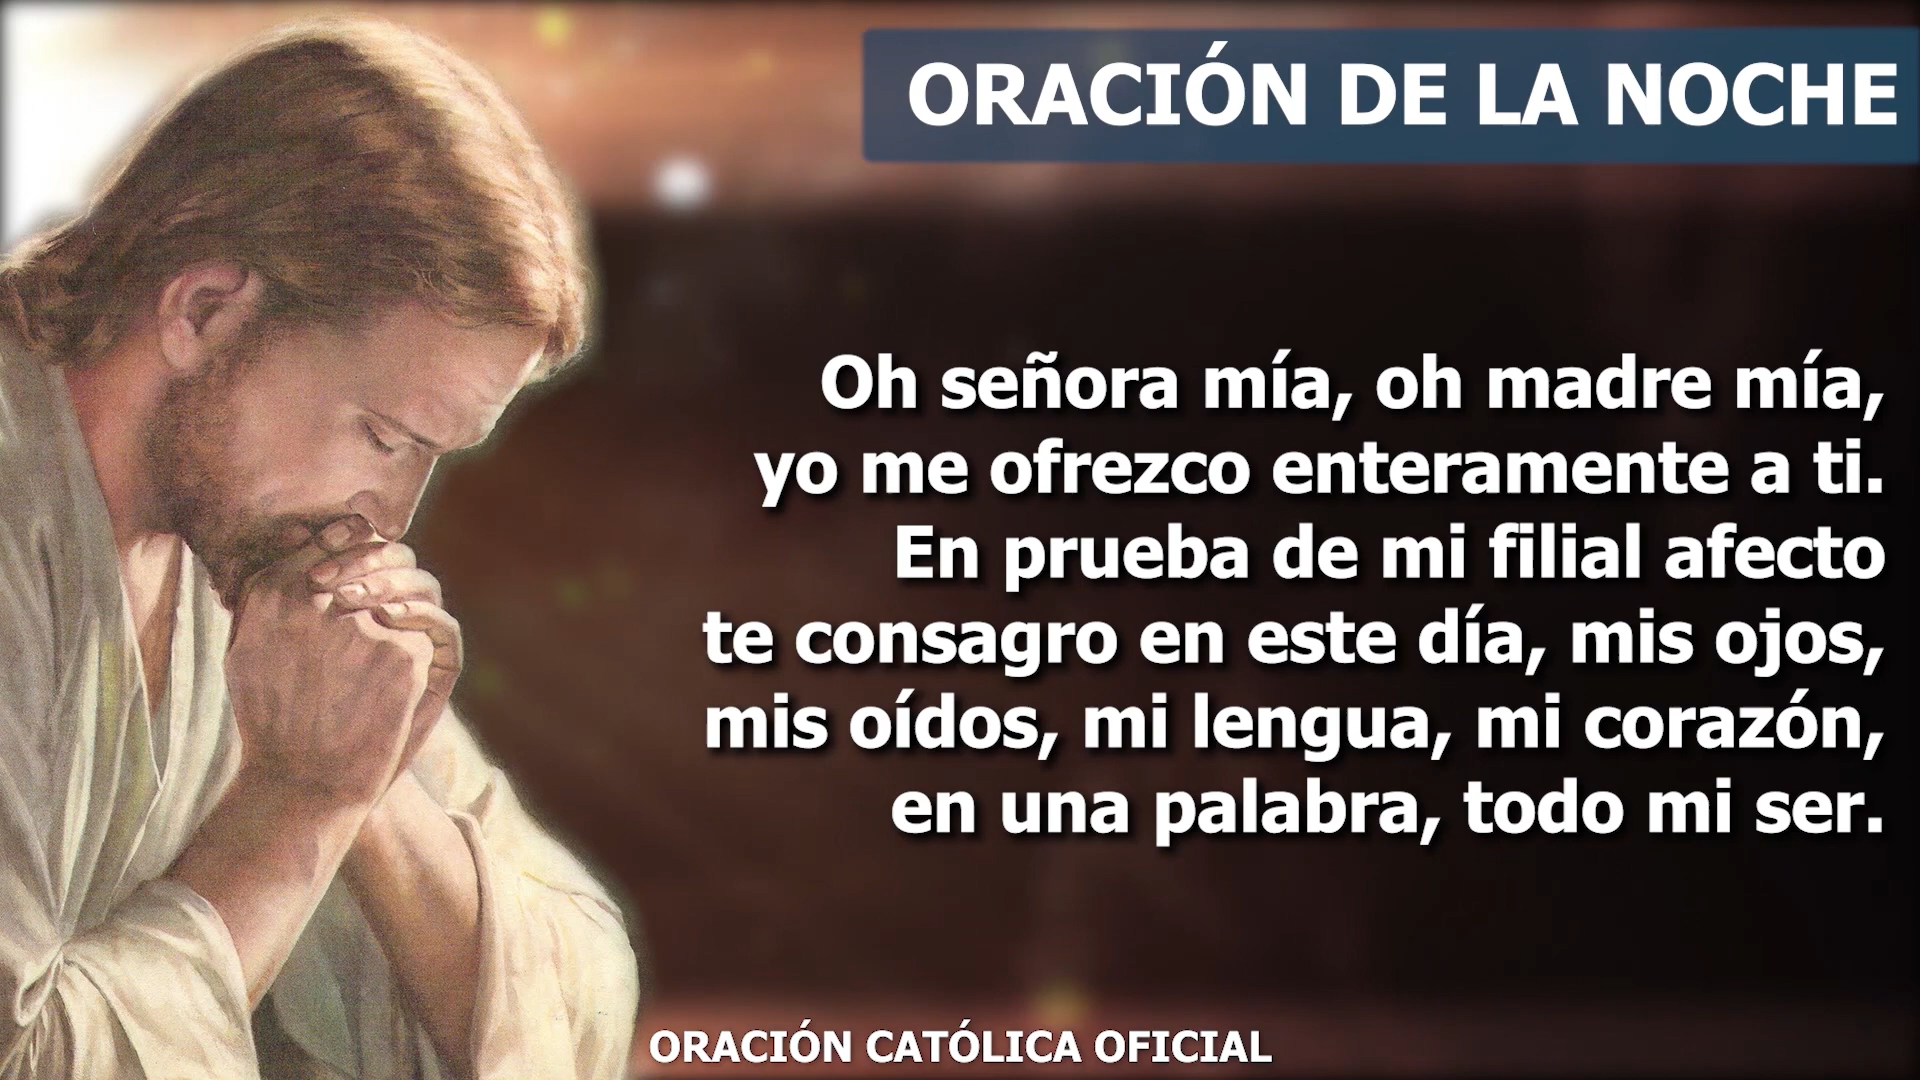 ORACIÓN DE LA NOCHE
Oh señora mía, oh madre mía,
yo me ofrezco enteramente a ti.
En prueba de mi filial afecto
te consagro en este día, mis ojos,
mis oídos, mi lengua, mi corazón,
en una palabra, todo mi ser.
ORACIÓN CATÓLICA OFICIAL